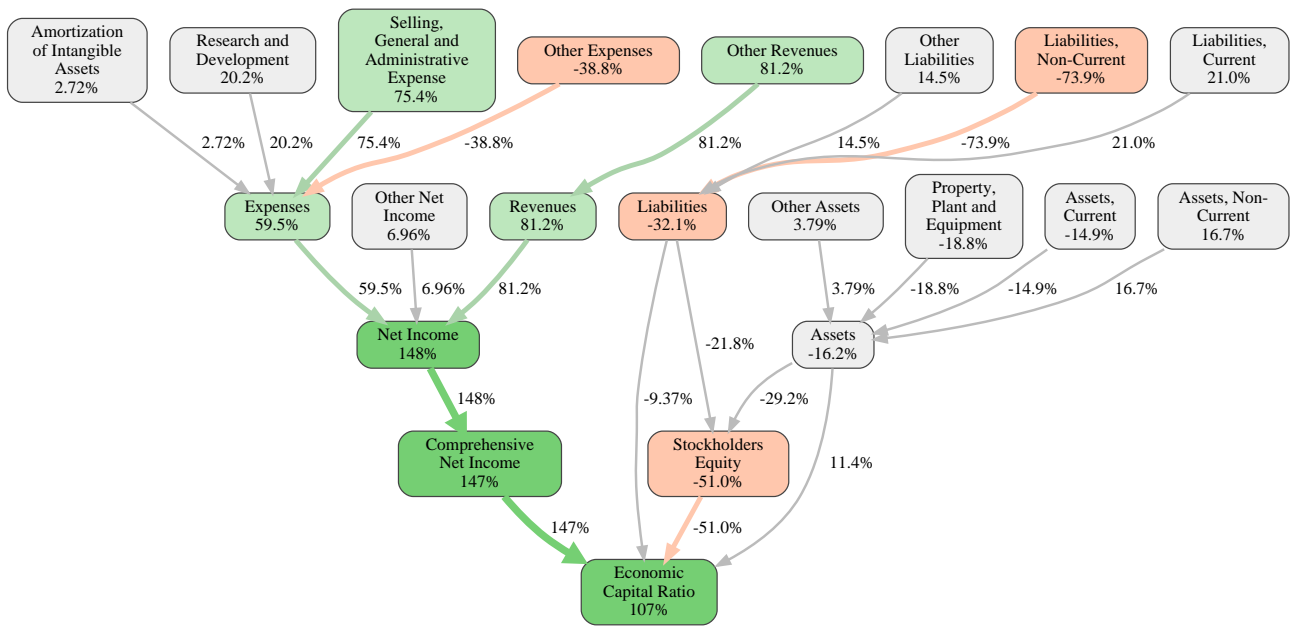 Amortization
of Intangible
Assets
2.72%
Research and
Development
20.2%
Selling,
General and
Administrative
Expense
75.4%
Other Expenses
-38.8%
Other Revenues
81.2%
Other
Liabilities
14.5%
Liabilities,
Non-Current
-73.9%
Liabilities,
Current
21.0%
2.72%
20.2%
75.4%
-38.8%
81.2%
14.5%
-73.9%
21.0%
Expenses
59.5%
Other Net
Income
6.96%
Revenues
81.2%
Liabilities
-32.1%
Other Assets
3.79%
Property,
Plant and
Equipment
-18.8%
Assets,
Current
-14.9%
Assets, Non-
Current
16.7%
59.5%
6.96%
81.2%
3.79%
-18.8%
-14.9%
16.7%
Net Income
148%
-21.8%
Assets
-16.2%
148%
-9.37%
-29.2%
Comprehensive
Net Income
147%
Stockholders
Equity
-51.0%
11.4%
147%
-51.0%
Economic
Capital Ratio
107%